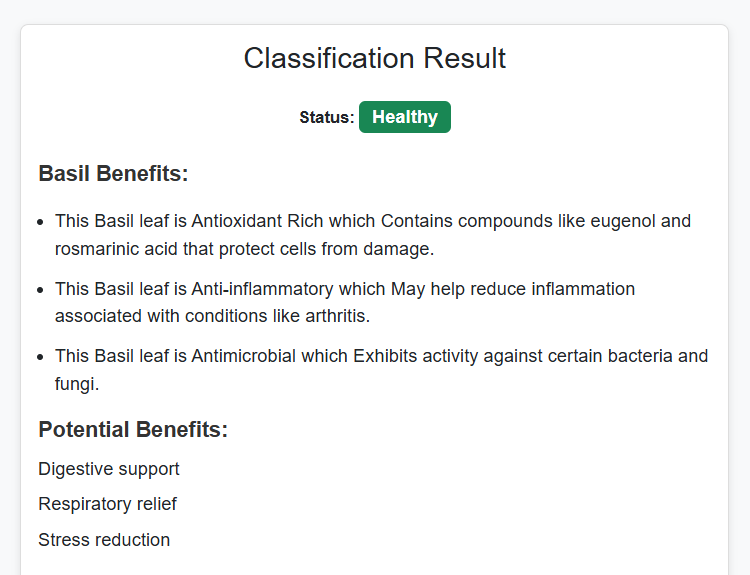 Classification Result
Status: Healthy
Basil Benefits:
• This Basil leaf is Antioxidant Rich which Contains compounds like eugenol and
rosmarinic acid that protect cells from damage.
• This Basil leaf is Anti-inflammatory which May help reduce inflammation
associated with conditions like arthritis.
• This Basil leaf is Antimicrobial which Exhibits activity against certain bacteria and
fungi.
Potential Benefits:
Digestive support
Respiratory relief
Stress reduction